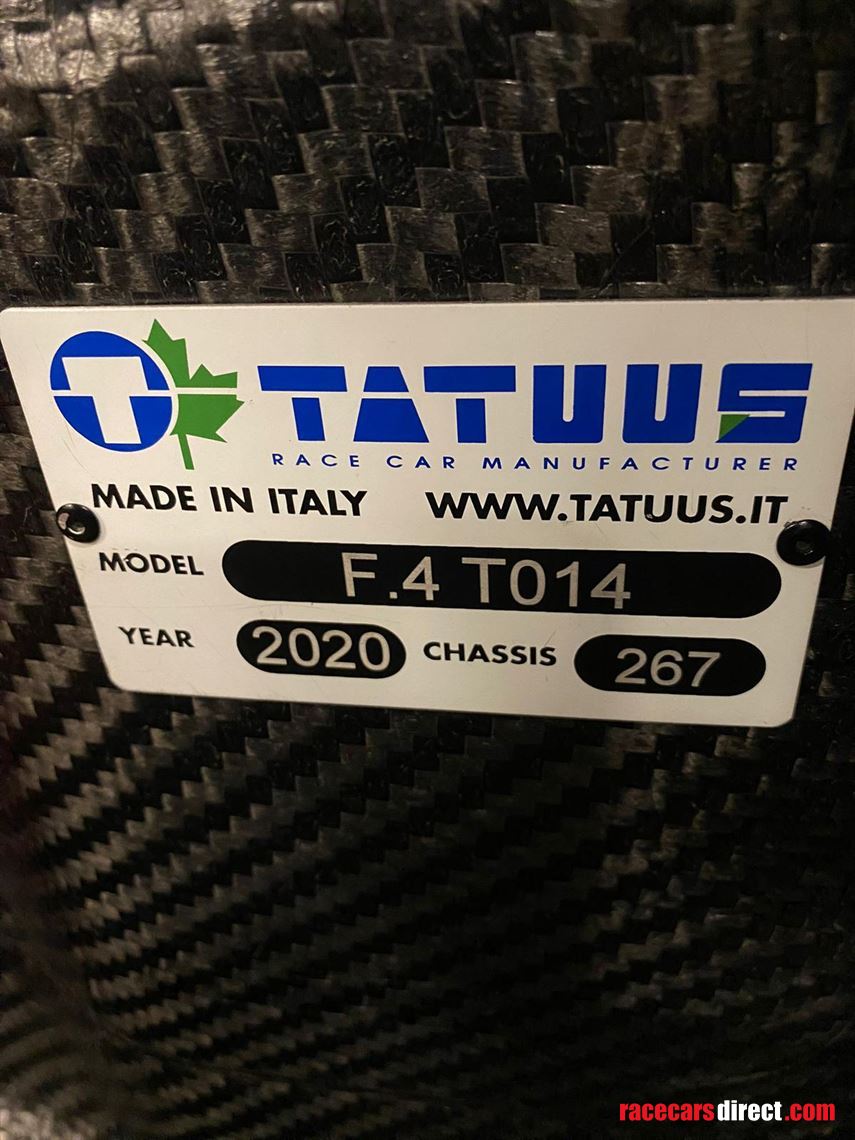 T TATUUS
RACE CAR MANUFACTURER
MADE IN ITALY WWW.TATUUS.IT
MODEL F.4 T014
YEAR 2020 CHASSIS 267
racecarsdirect.com